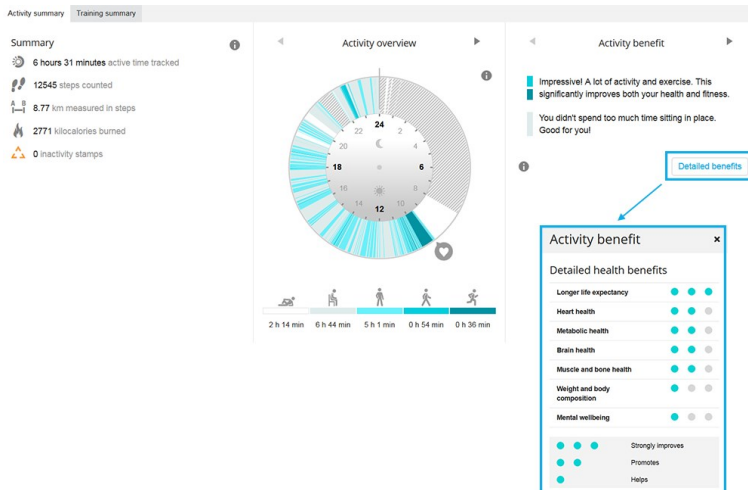 Activity summary
Training summary
Summary
6 hours 31 minutes active time tracked
12545 steps counted
A B
8.77 km measured in steps
2771 kilocalories burned
0 inactivity stamps
Activity overview
24
22 2
20 4
18 6
16 8
14 10
12
2 h 14 min
6 h 44 min
5 h 1 min
0 h 54 min
0 h 36 min
Activity benefit
Impressive! A lot of activity and exercise. This
significantly improves both your health and fitness.
You didn't spend too much time sitting in place.
Good for you!
Detailed benefits
Activity benefit
×
Detailed health benefits
Longer life expectancy
Heart health
Metabolic health
Brain health
Muscle and bone health
Weight and body
composition
Mental wellbeing
Strongly improves
Promotes
Helps